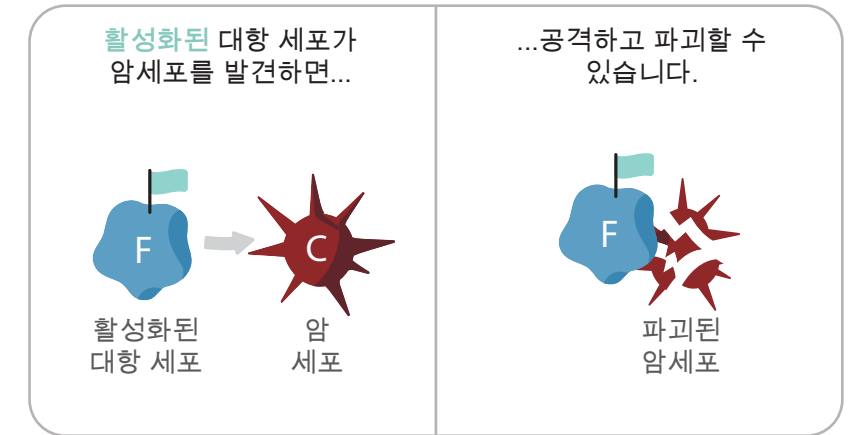 활성화된 대항 세포가
암세포를 발견하면...
F
C
활성화된
대항 세포
암
세포
...공격하고 파괴할 수
있습니다.
F
파괴된
암세포